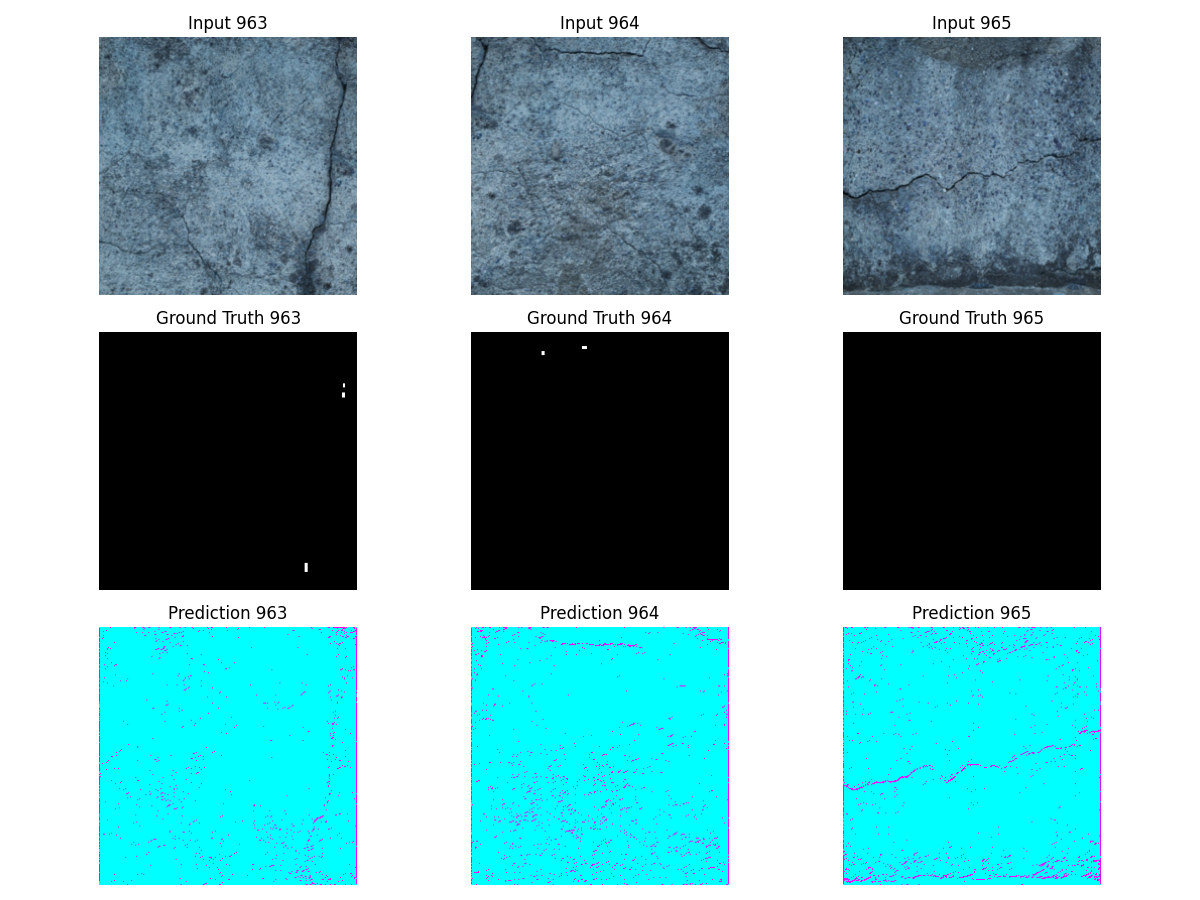 Input 963
Input 964
Input 965
Ground Truth 963
Ground Truth 964
Ground Truth 965
Prediction 963
Prediction 964
Prediction 965